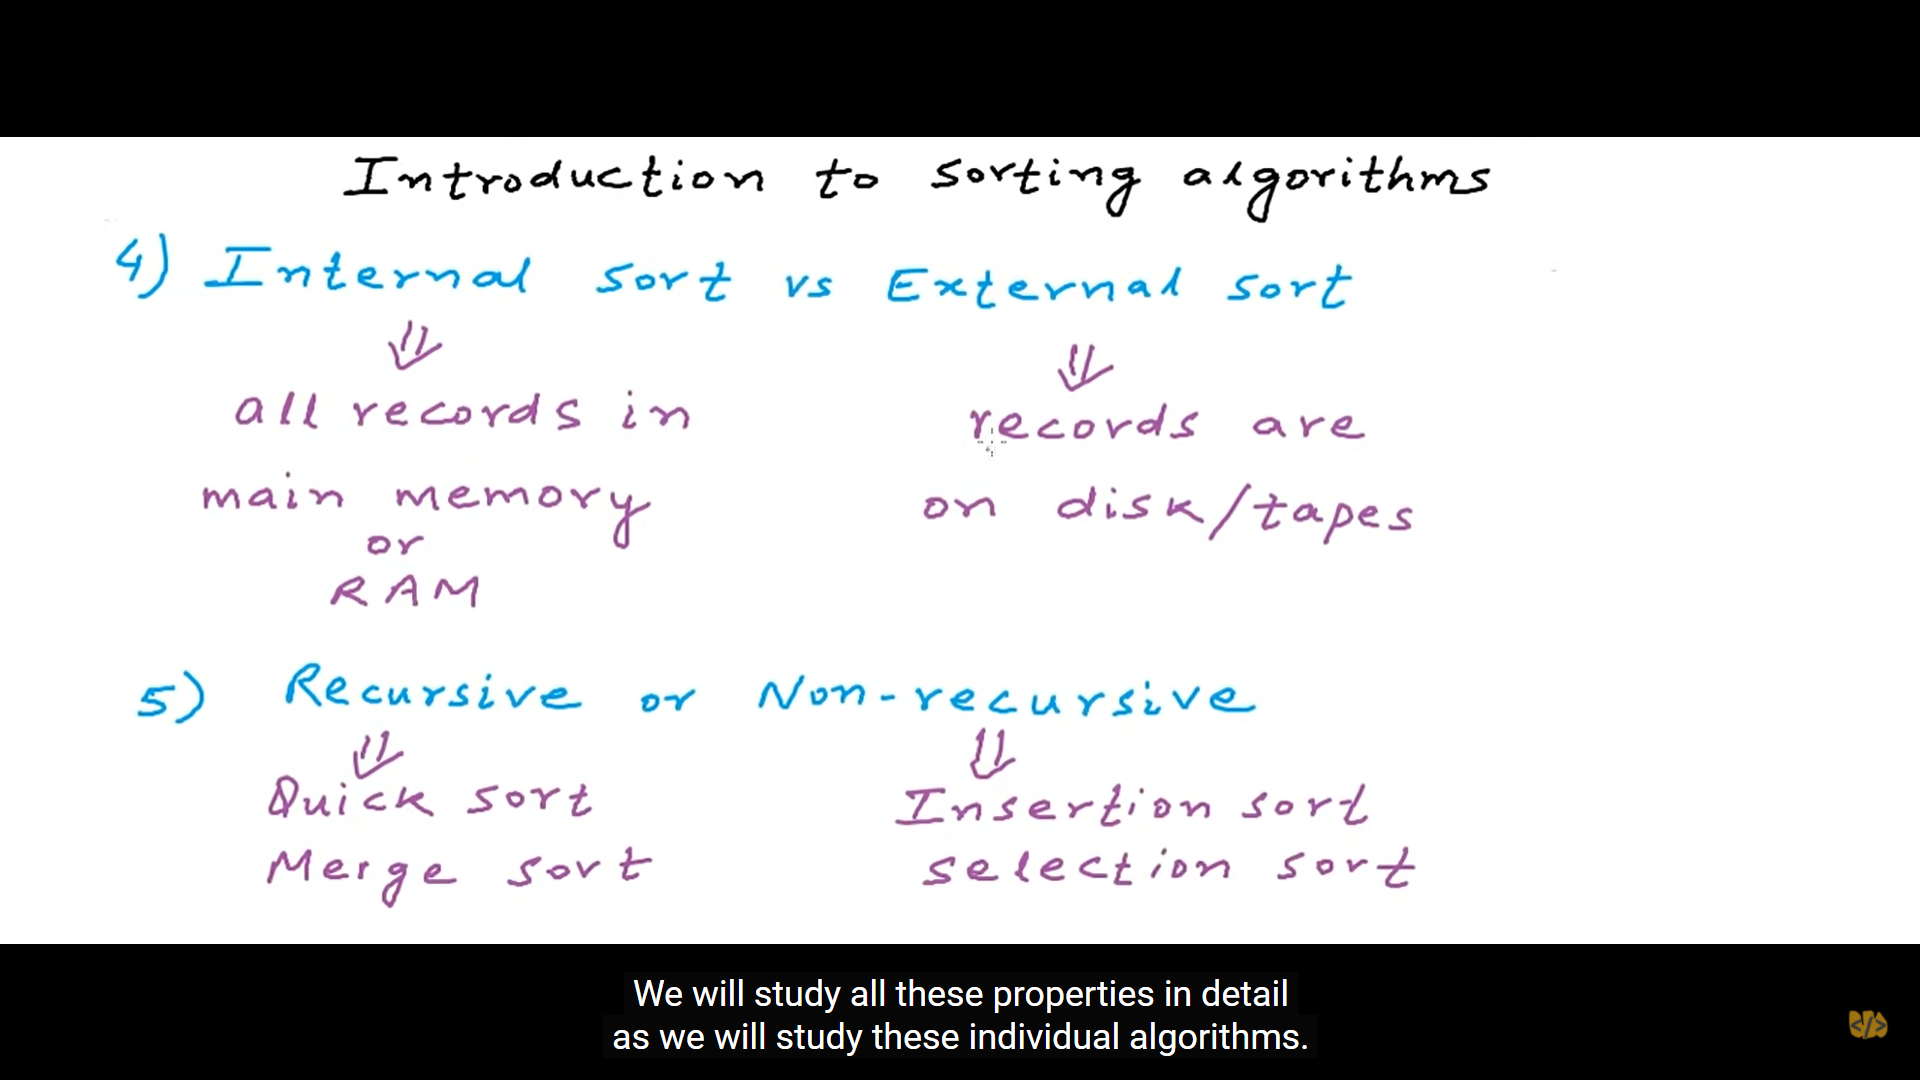 Introduction to sorting algorithms
4) Internal sort vs External sort
all records in
main memory
or
RAM
records are
on disk/tapes
5) Recursive or Non-recursive
Quick sort
Merge sort
Insertion sort
selection sort
We will study all these properties in detail
as we will study these individual algorithms.